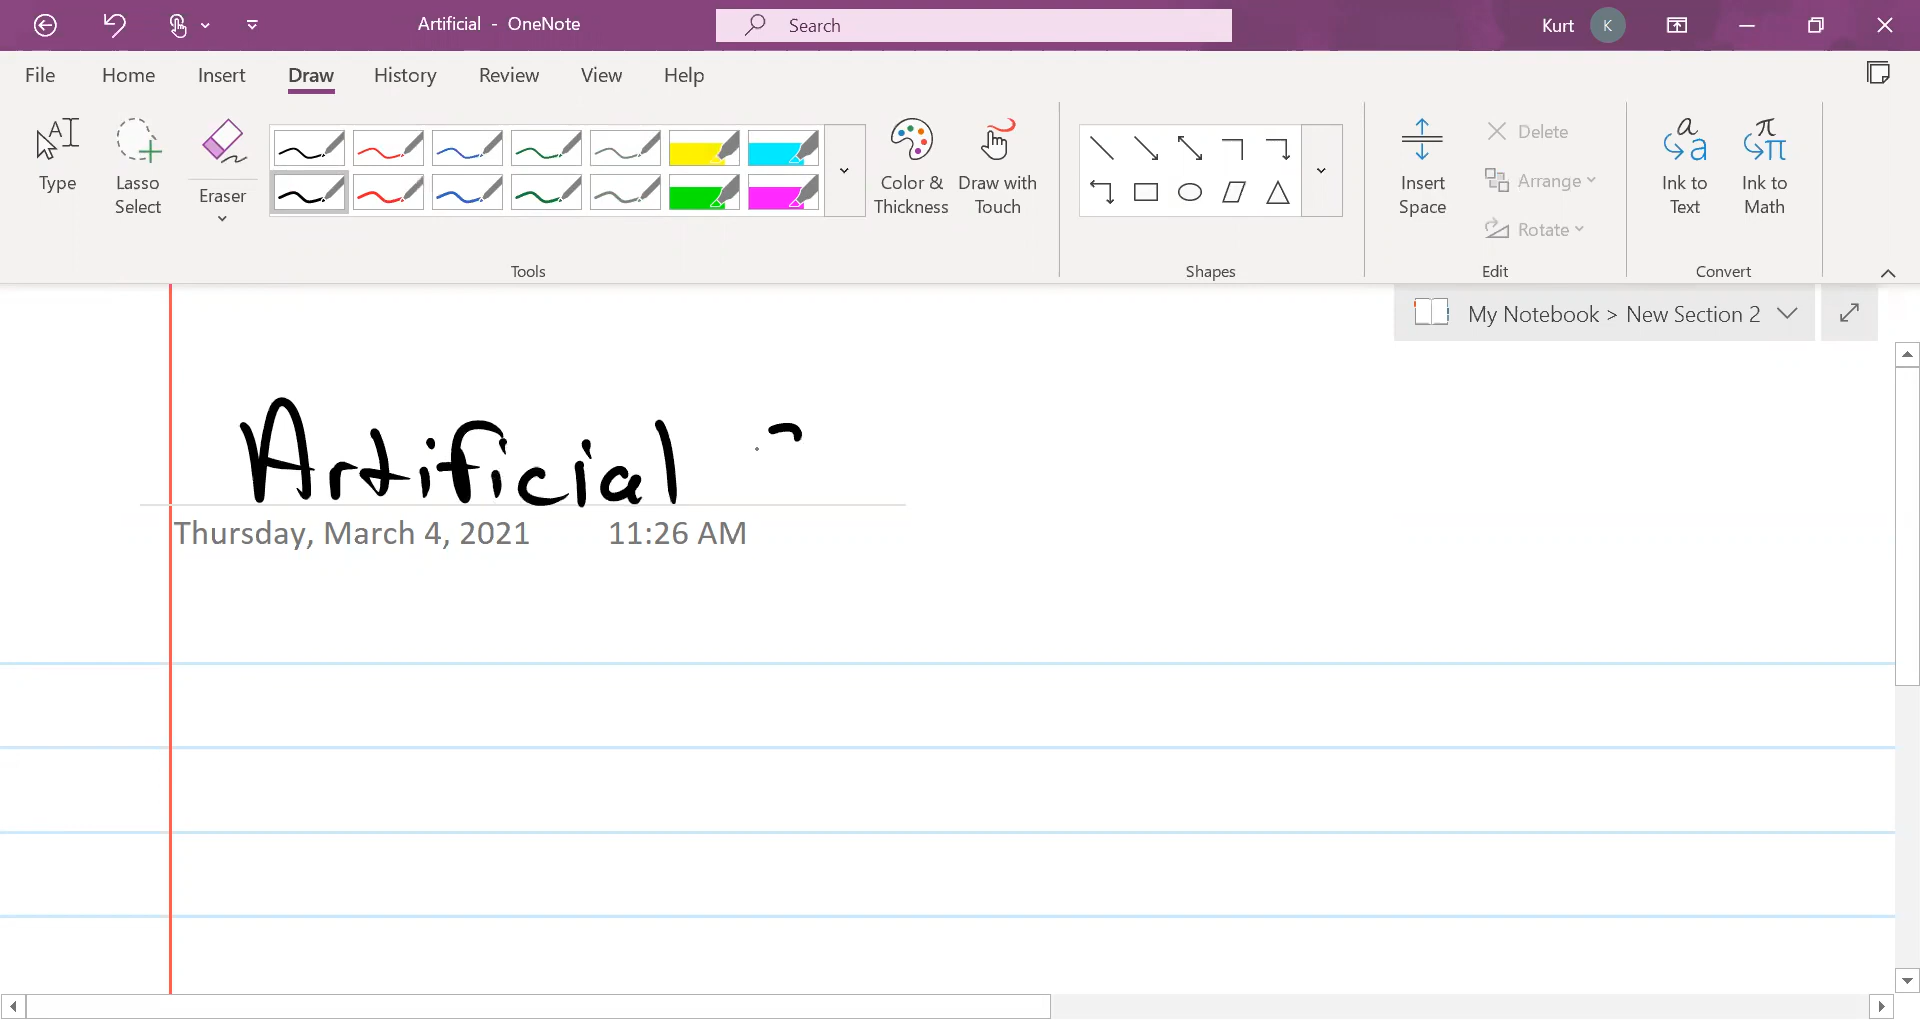 Artificial - OneNote
Search
Kurt K
File Home Insert Draw History Review View Help
Type
Lasso Select
Eraser
Color & Thickness
Draw with Touch
Insert Space
Delete
Arrange
Rotate
Ink to Text
Ink to Math
Tools
Shapes
Edit
Convert
My Notebook > New Section 2
Artificial
Thursday, March 4, 2021 11:26 AM